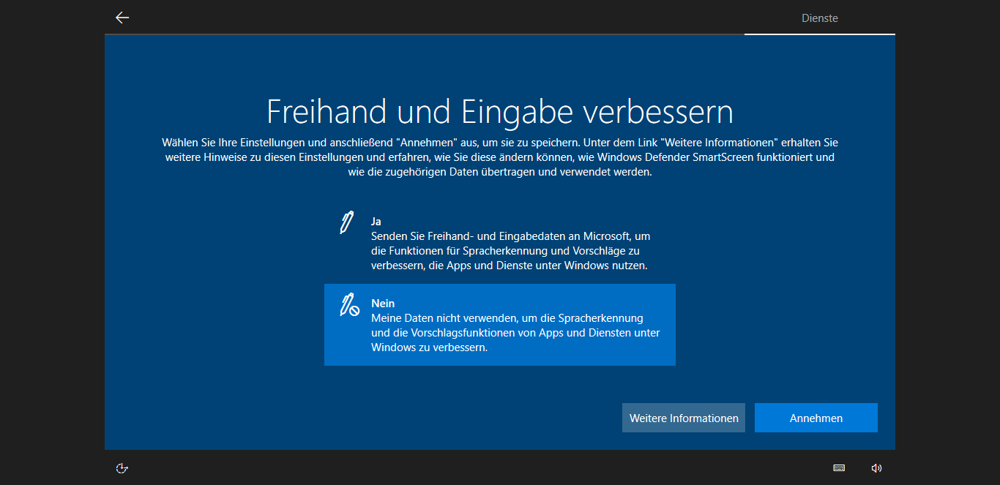 Dienste
Freihand und Eingabe verbessern
Wählen Sie Ihre Einstellungen und anschließend "Annehmen" aus, um sie zu speichern. Unter dem Link "Weitere Informationen" erhalten Sie
weitere Hinweise zu diesen Einstellungen und erfahren, wie Sie diese ändern können, wie Windows Defender SmartScreen funktioniert und
wie die zugehörigen Daten übertragen und verwendet werden.
Ja
Senden Sie Freihand- und Eingabedaten an Microsoft, um
die Funktionen für Spracherkennung und Vorschläge zu
verbessern, die Apps und Dienste unter Windows nutzen.
Nein
Meine Daten nicht verwenden, um die Spracherkennung
und die Vorschlagsfunktionen von Apps und Diensten unter
Windows zu verbessern.
Weitere Informationen
Annehmen